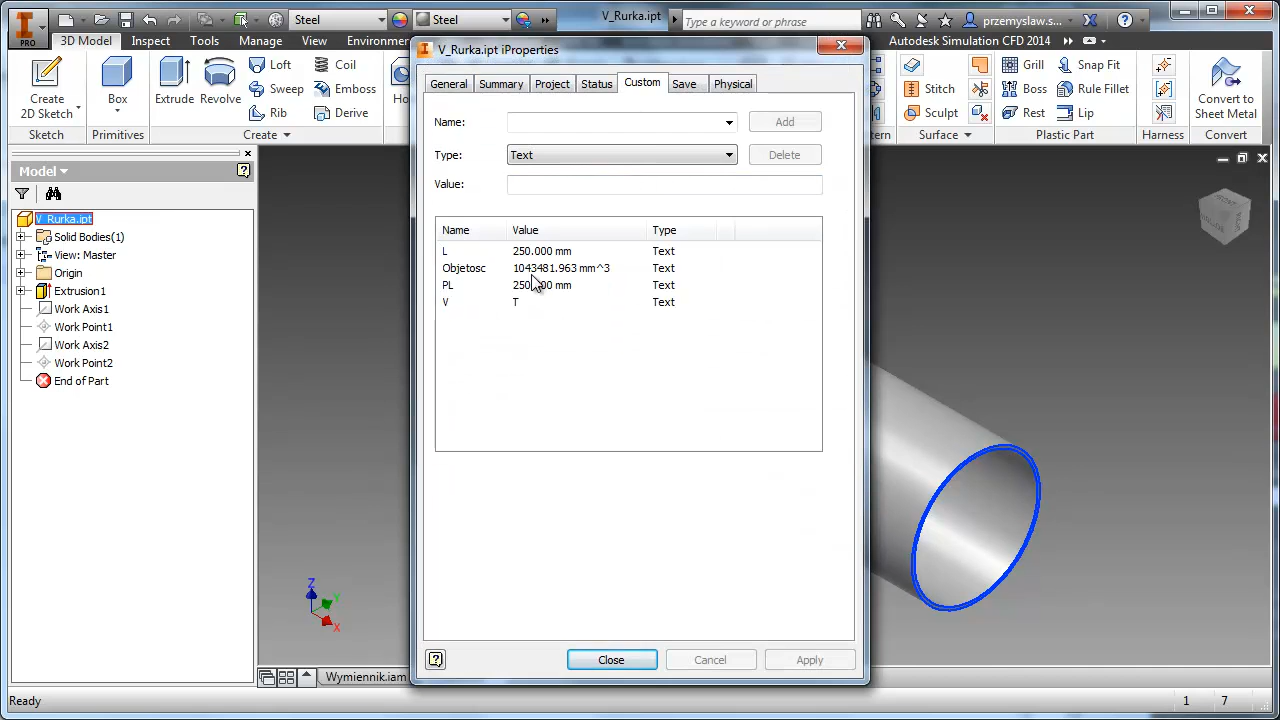 Steel
Steel
V_Rurka.ipt
Type a keyword or phrase
przemyslaw.s...
PRO
3D Model
Inspect
Tools
Manage
View
Environme
Autodesk Simulation CFD 2014
Create
2D Sketch
Box
Extrude
Revolve
Loft
Sweep
Rib
Coil
Emboss
Derive
Ho
Stitch
Sculpt
Grill
Boss
Rest
Snap Fit
Rule Fillet
Lip
Convert to
Sheet Metal
Sketch
Primitives
Create
ttern
Surface
Plastic Part
Harness
Convert
Model
V_Rurka.ipt
Solid Bodies(1)
View: Master
Origin
Extrusion1
Work Axis1
Work Point1
Work Axis2
Work Point2
End of Part
V_Rurka.ipt iProperties
General
Summary
Project
Status
Custom
Save
Physical
Name:
Add
Type:
Text
Delete
Value:
Name Value Type
L 250.000 mm Text
Objetosc 1043481.963 mm^3 Text
PL 250.000 mm Text
V T Text
Close
Cancel
Apply
Z
Y
X
Wymiennik.iam
Ready
1
7